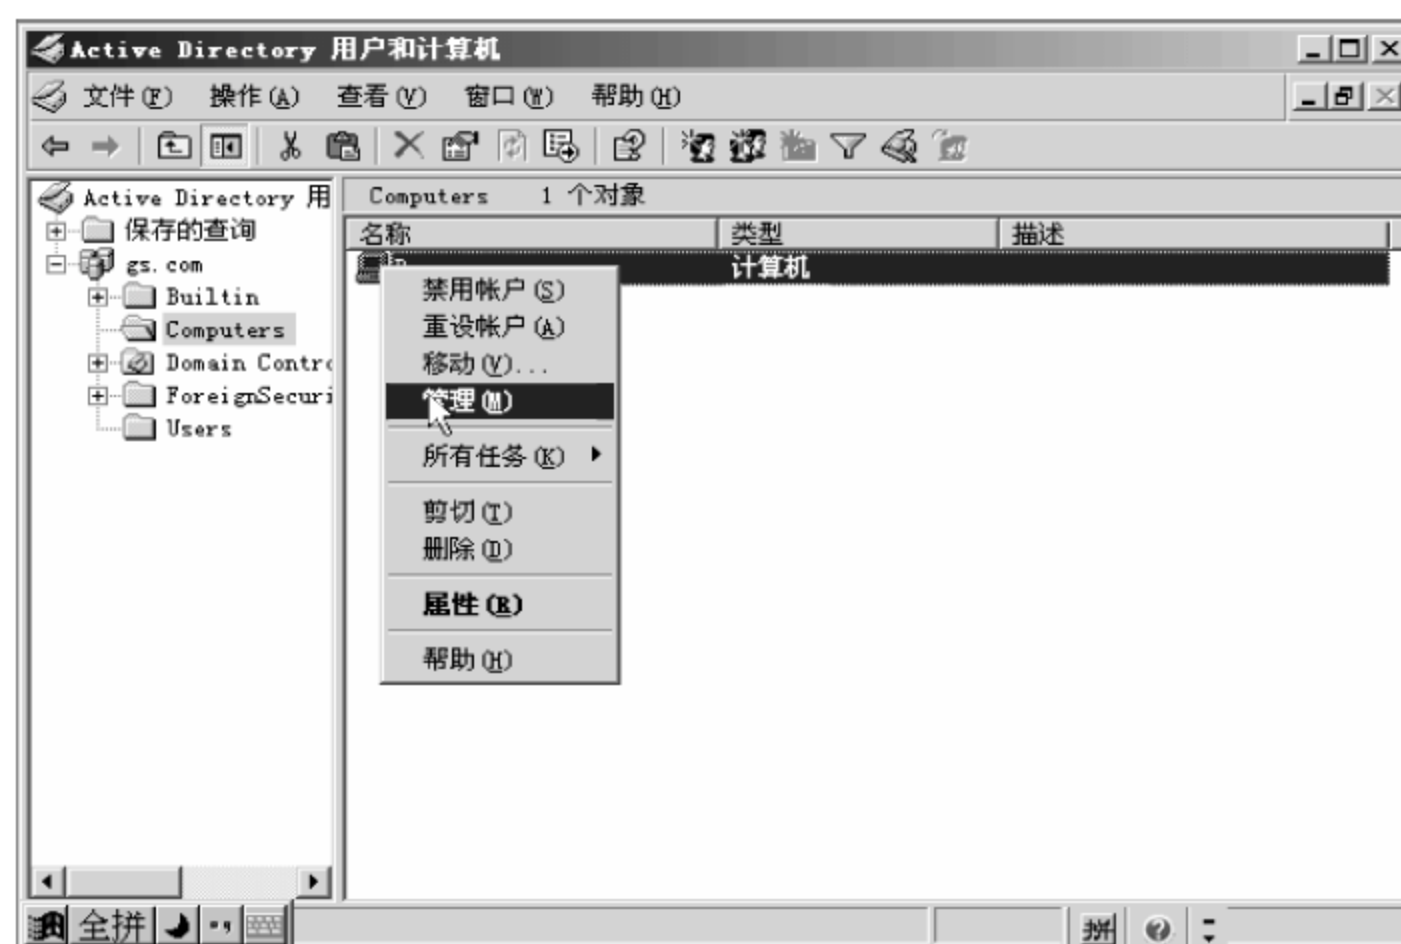 Active Directory 用户和计算机
文件(F) 操作(A) 查看(V) 窗口(W) 帮助(H)
Active Directory 用
Computers 1 个对象
保存的查询
名称 类型 描述
gs.com
计算机
Builtin
Computers
Domain Contro
ForeignSecuri
Users
禁用帐户(S)
重设帐户(A)
移动(V)...
管理(M)
所有任务(K)
剪切(T)
删除(D)
属性(R)
帮助(H)
全拼
拼